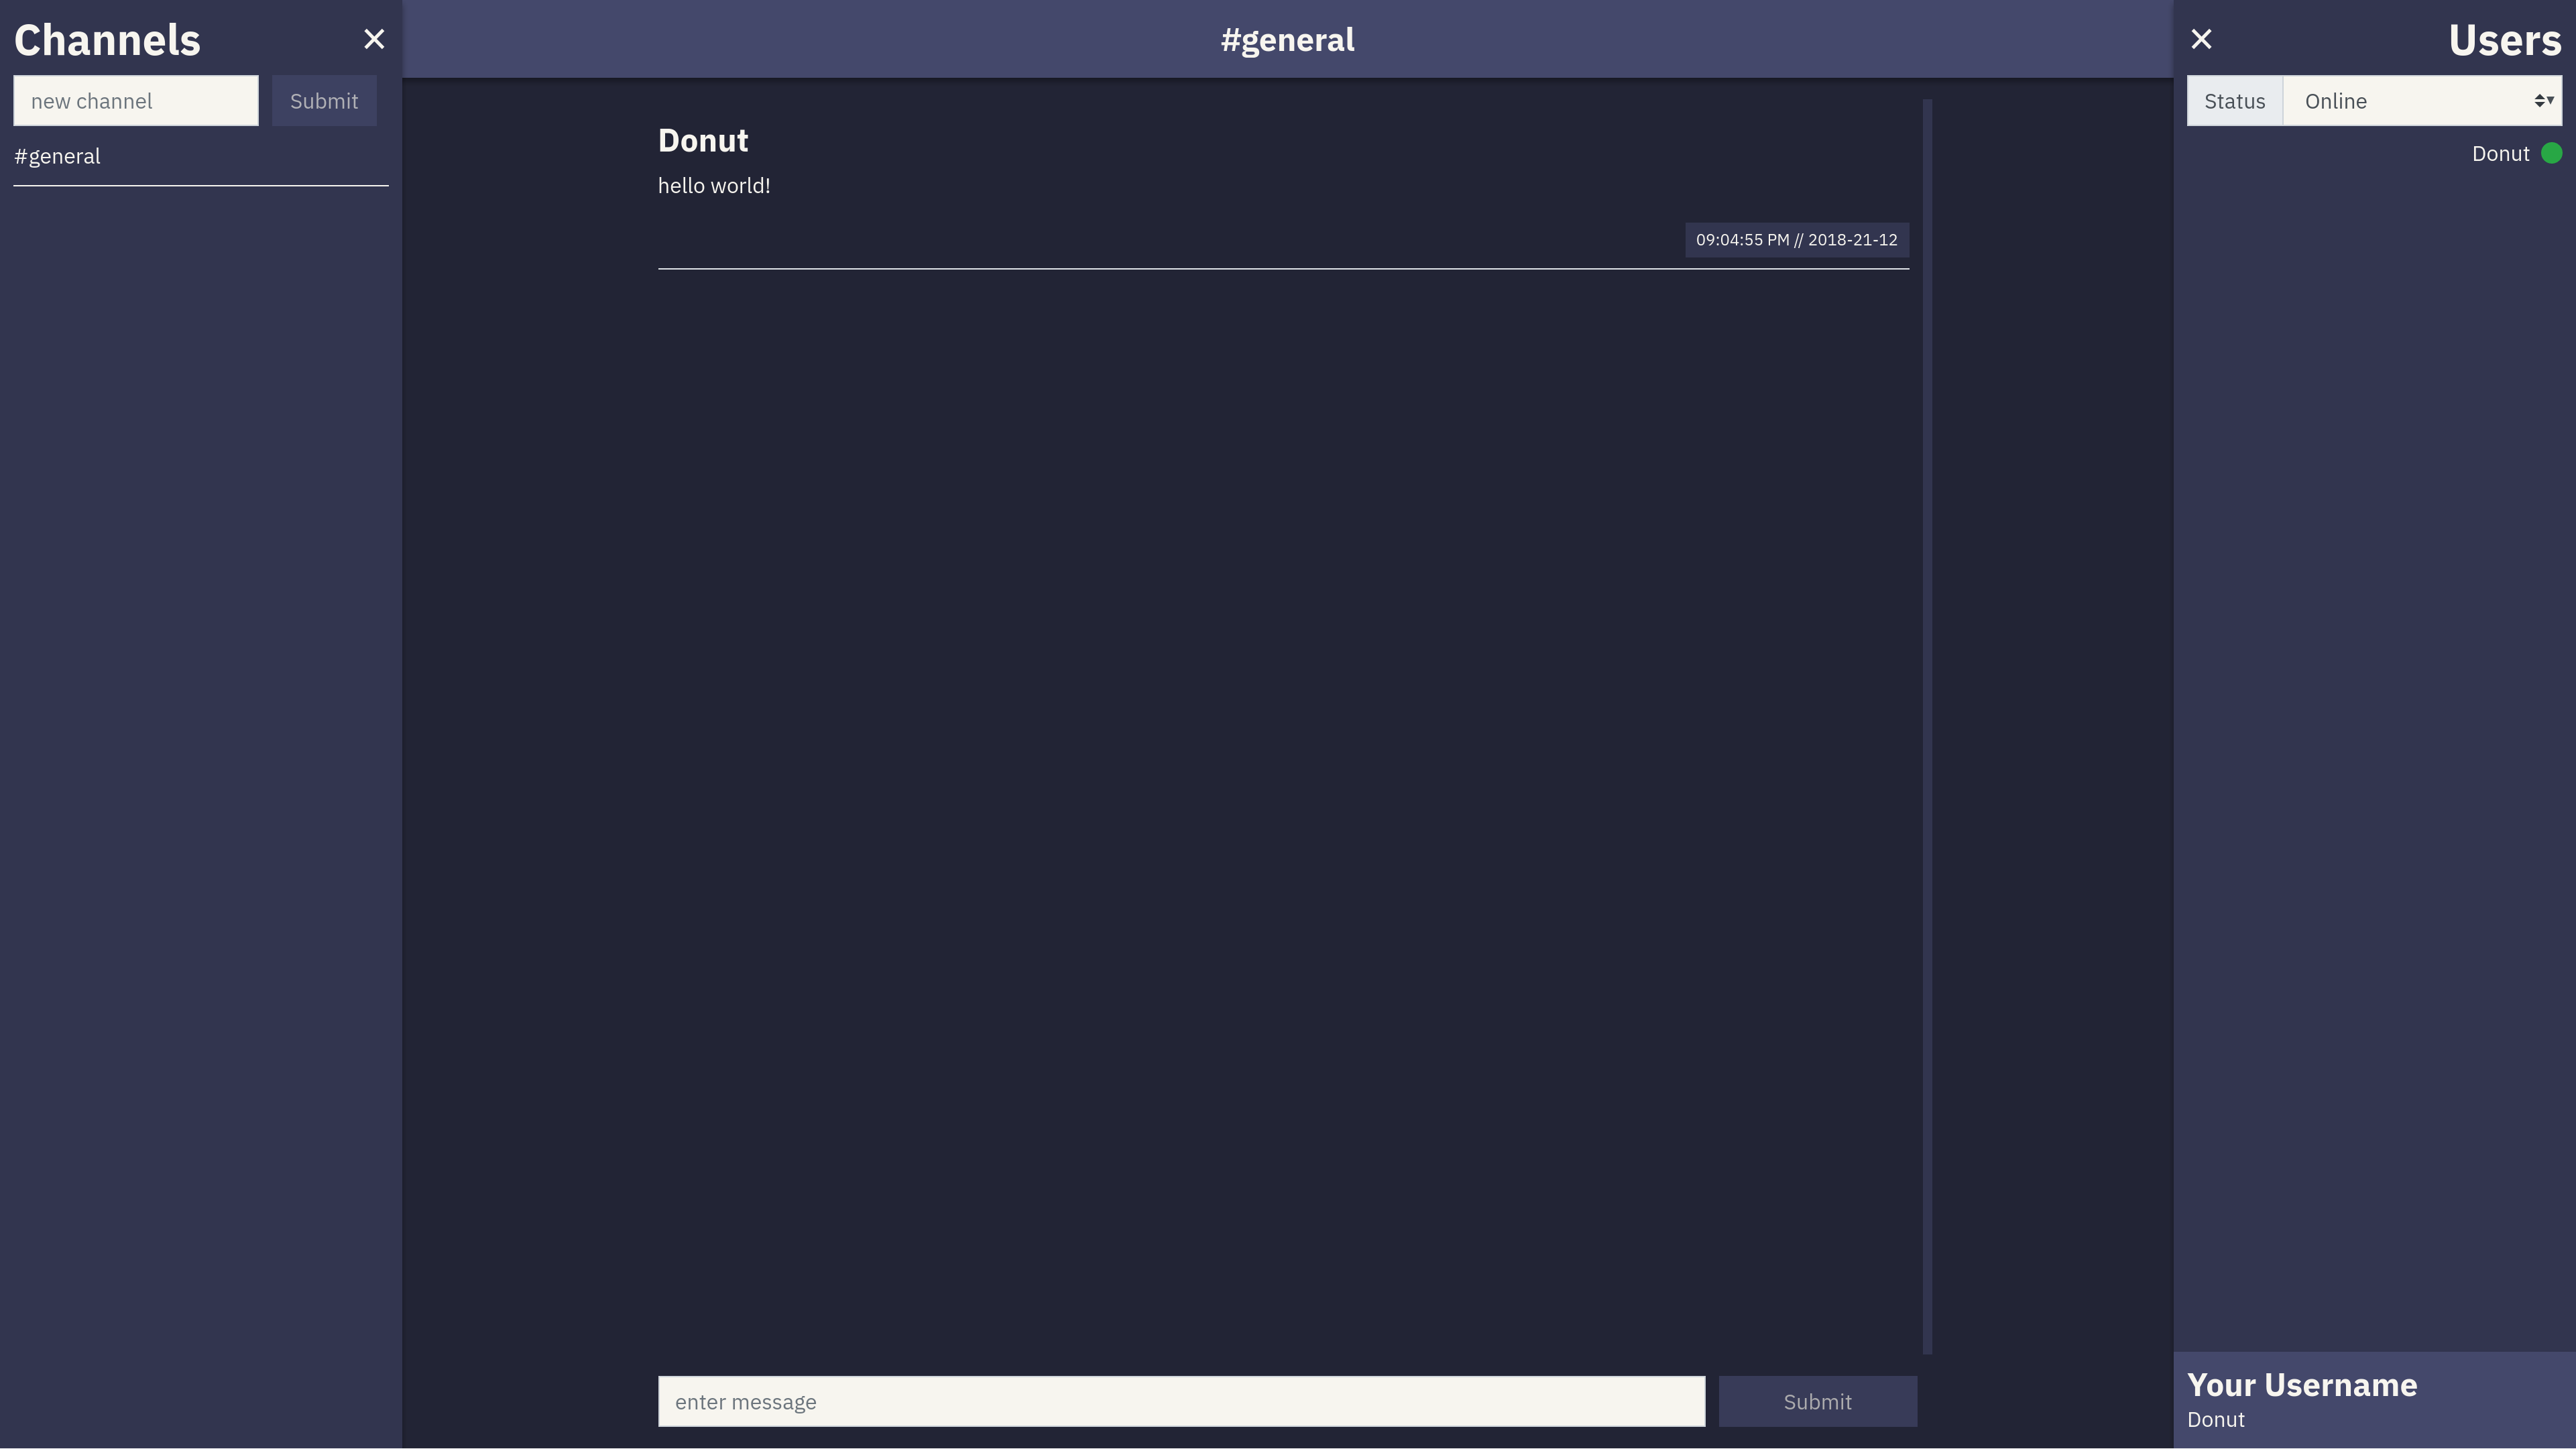 Channels ×
new channel Submit
#general
#general
Donut
hello world!
09:04:55 PM // 2018-21-12
enter message Submit
× Users
Status Online
Donut
Your Username
Donut